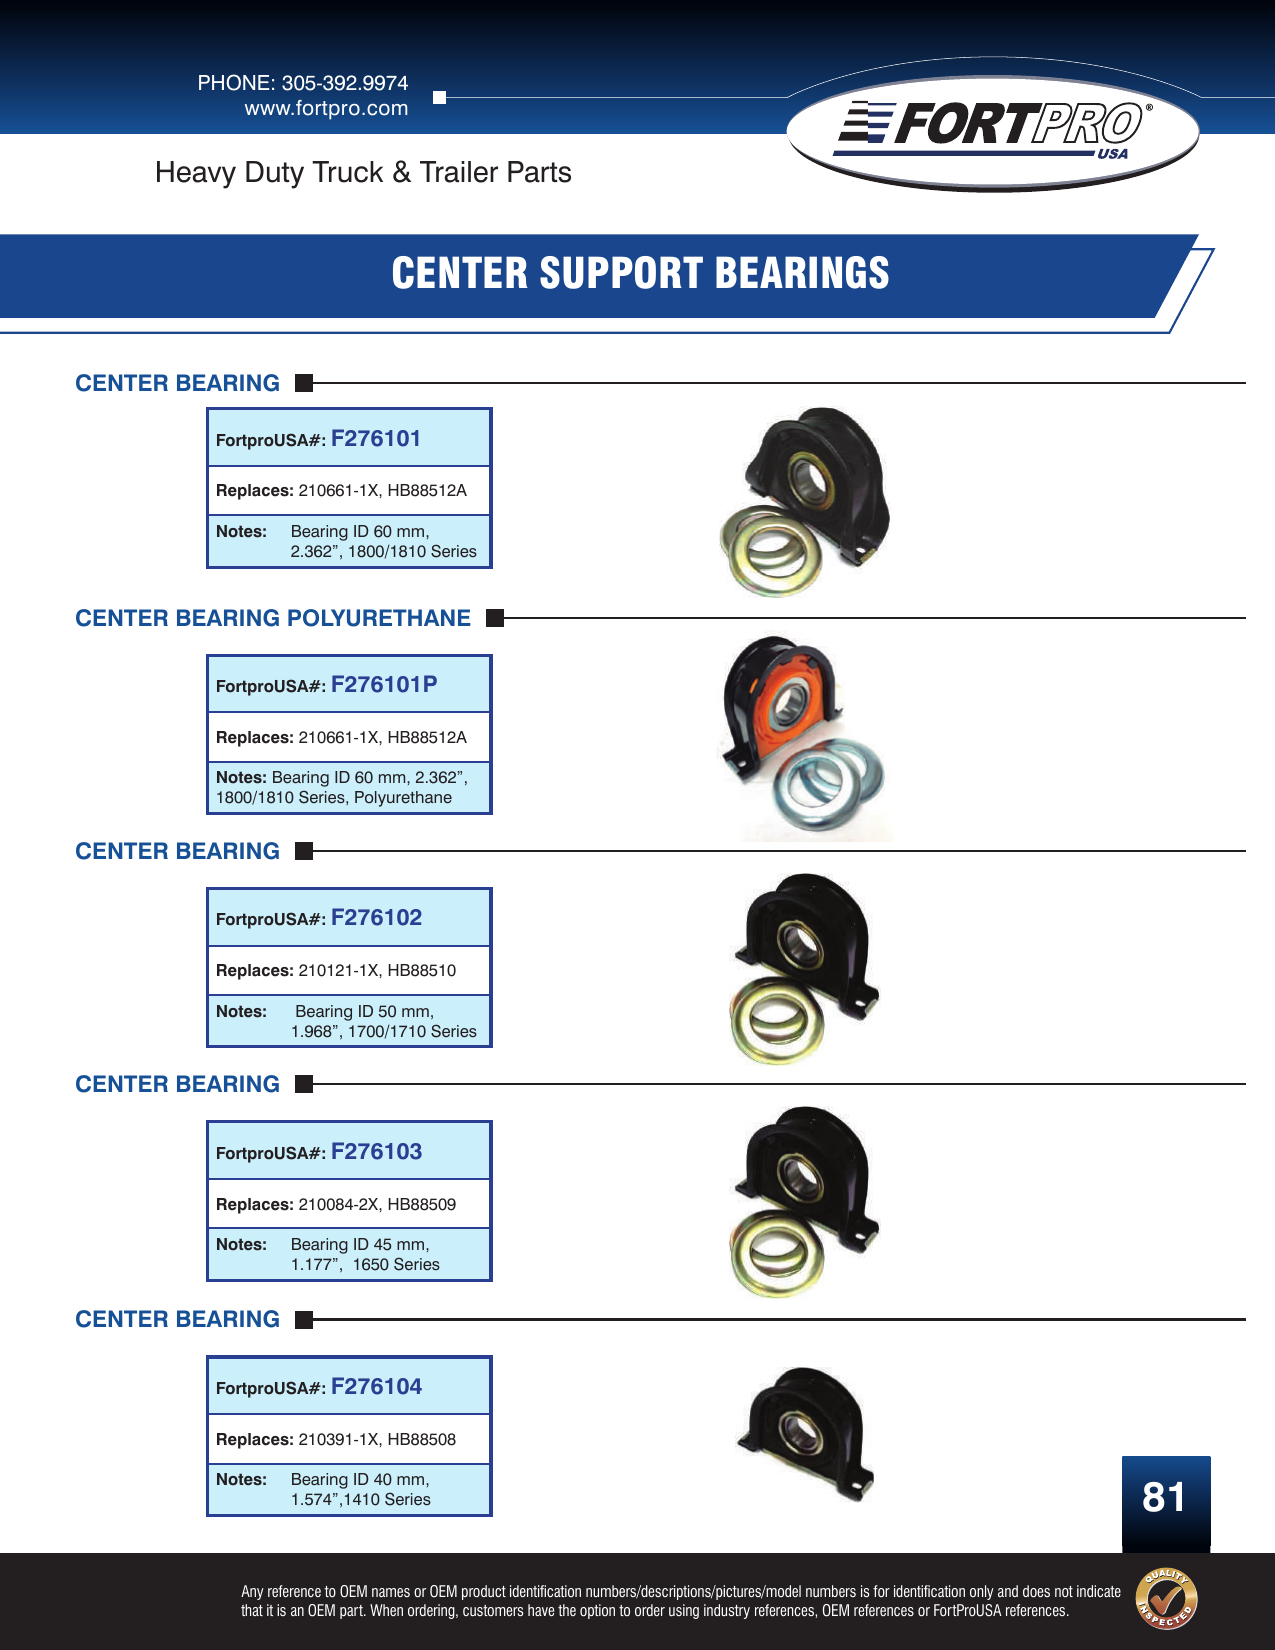 PHONE: 305-392.9974
www.fortpro.com
FORTPRO®
USA
Heavy Duty Truck & Trailer Parts
CENTER SUPPORT BEARINGS
CENTER BEARING
FortproUSA#: F276101
Replaces: 210661-1X, HB88512A
Notes: Bearing ID 60 mm,
2.362”, 1800/1810 Series
CENTER BEARING POLYURETHANE
FortproUSA#: F276101P
Replaces: 210661-1X, HB88512A
Notes: Bearing ID 60 mm, 2.362”,
1800/1810 Series, Polyurethane
CENTER BEARING
FortproUSA#: F276102
Replaces: 210121-1X, HB88510
Notes: Bearing ID 50 mm,
1.968”, 1700/1710 Series
CENTER BEARING
FortproUSA#: F276103
Replaces: 210084-2X, HB88509
Notes: Bearing ID 45 mm,
1.177”, 1650 Series
CENTER BEARING
FortproUSA#: F276104
Replaces: 210391-1X, HB88508
Notes: Bearing ID 40 mm,
1.574”,1410 Series
81
Any reference to OEM names or OEM product identification numbers/descriptions/pictures/model numbers is for identification only and does not indicate
that it is an OEM part. When ordering, customers have the option to order using industry references, OEM references or FortProUSA references.
QUALITY
INSPECTED